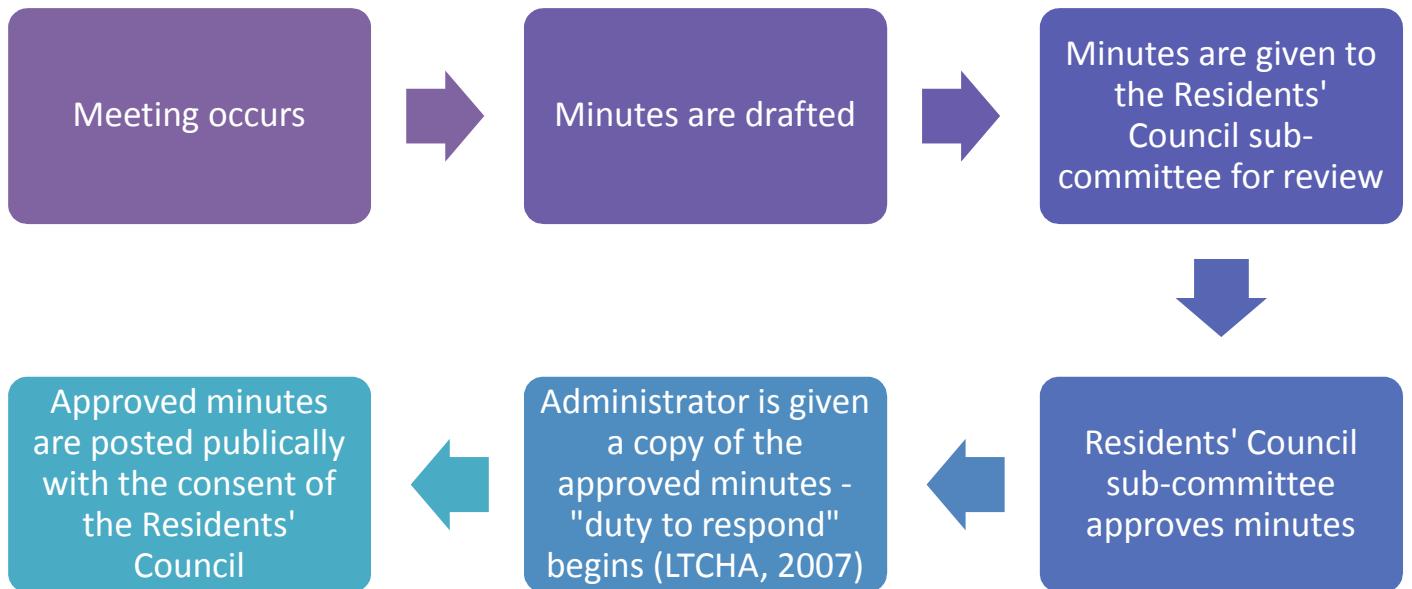 Meeting occurs
Minutes are drafted
Minutes are given to
the Residents'
Council sub-
committee for review
Residents' Council
sub-committee
approves minutes
Administrator is given
a copy of the
approved minutes -
"duty to respond"
begins (LTCHA, 2007)
Approved minutes
are posted publically
with the consent of
the Residents'
Council